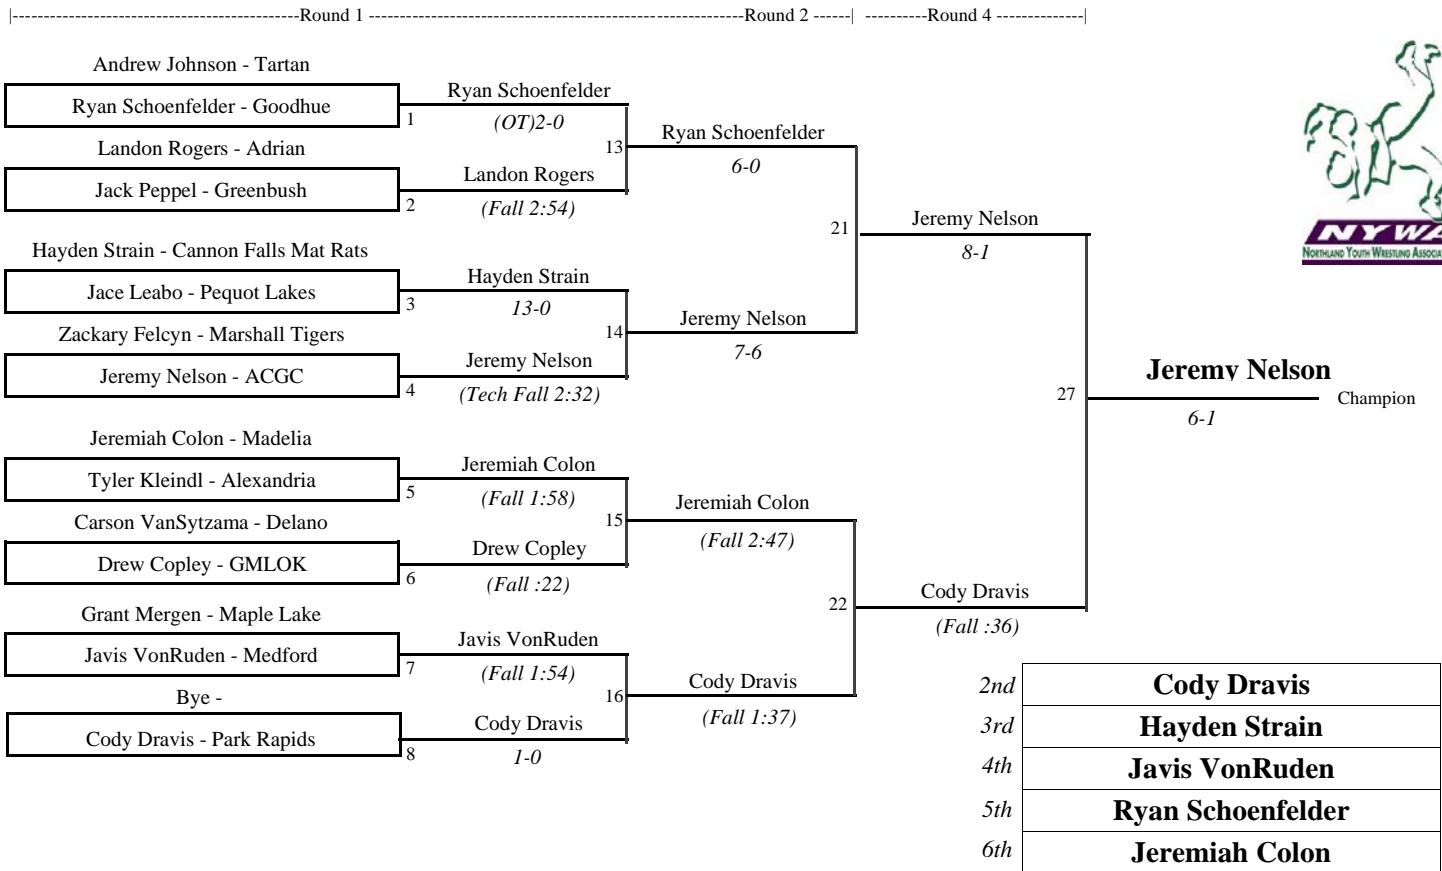 |----------------------------------------------Round 1 ------------------------------------------------------------Round 2 ------| ----------Round 4 --------------|
Andrew Johnson - Tartan
Ryan Schoenfelder - Goodhue
1
Ryan Schoenfelder
(OT)2-0
Landon Rogers - Adrian
Jack Peppel - Greenbush
2
Landon Rogers
(Fall 2:54)
13
Ryan Schoenfelder
6-0
Hayden Strain - Cannon Falls Mat Rats
Jace Leabo - Pequot Lakes
3
Hayden Strain
13-0
Zackary Felcyn - Marshall Tigers
Jeremy Nelson - ACGC
4
Jeremy Nelson
(Tech Fall 2:32)
14
Jeremy Nelson
7-6
21
Jeremy Nelson
8-1
Jeremiah Colon - Madelia
Tyler Kleindl - Alexandria
5
Jeremiah Colon
(Fall 1:58)
Carson VanSytzama - Delano
Drew Copley - GMLOK
6
Drew Copley
(Fall :22)
15
Jeremiah Colon
(Fall 2:47)
Grant Mergen - Maple Lake
Javis VonRuden - Medford
7
Javis VonRuden
(Fall 1:54)
Bye -
Cody Dravis - Park Rapids
8
Cody Dravis
1-0
16
Cody Dravis
(Fall 1:37)
22
Cody Dravis
(Fall :36)
27
Jeremy Nelson
Champion
6-1
NYWA
NORTHLAND YOUTH WRESTLING
2nd Cody Dravis
3rd Hayden Strain
4th Javis VonRuden
5th Ryan Schoenfelder
6th Jeremiah Colon